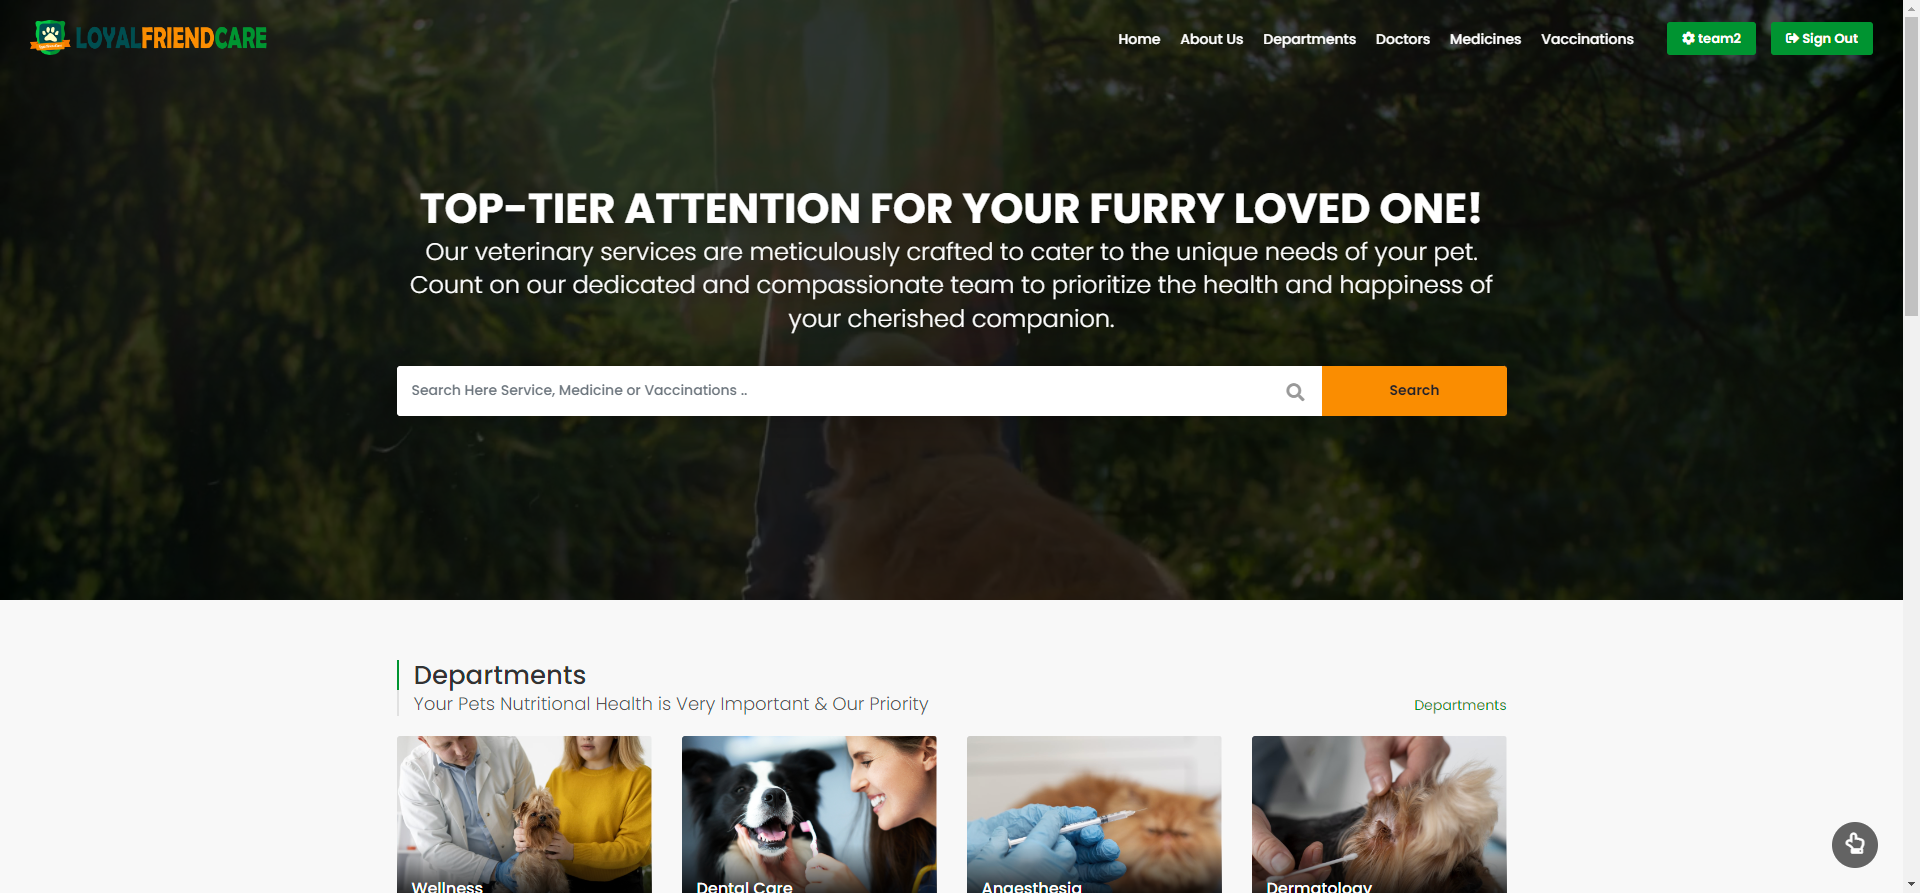 LOYALFRIENDCARE
Home About Us Departments Doctors Medicines Vaccinations team2 Sign Out
TOP-TIER ATTENTION FOR YOUR FURRY LOVED ONE!
Our veterinary services are meticulously crafted to cater to the unique needs of your pet.
Count on our dedicated and compassionate team to prioritize the health and happiness of
your cherished companion.
Search Here Service, Medicine or Vaccinations ..
Search
Departments
Your Pets Nutritional Health is Very Important & Our Priority
Departments
Wellness
Dental Care
Anaesthesia
Dermatology